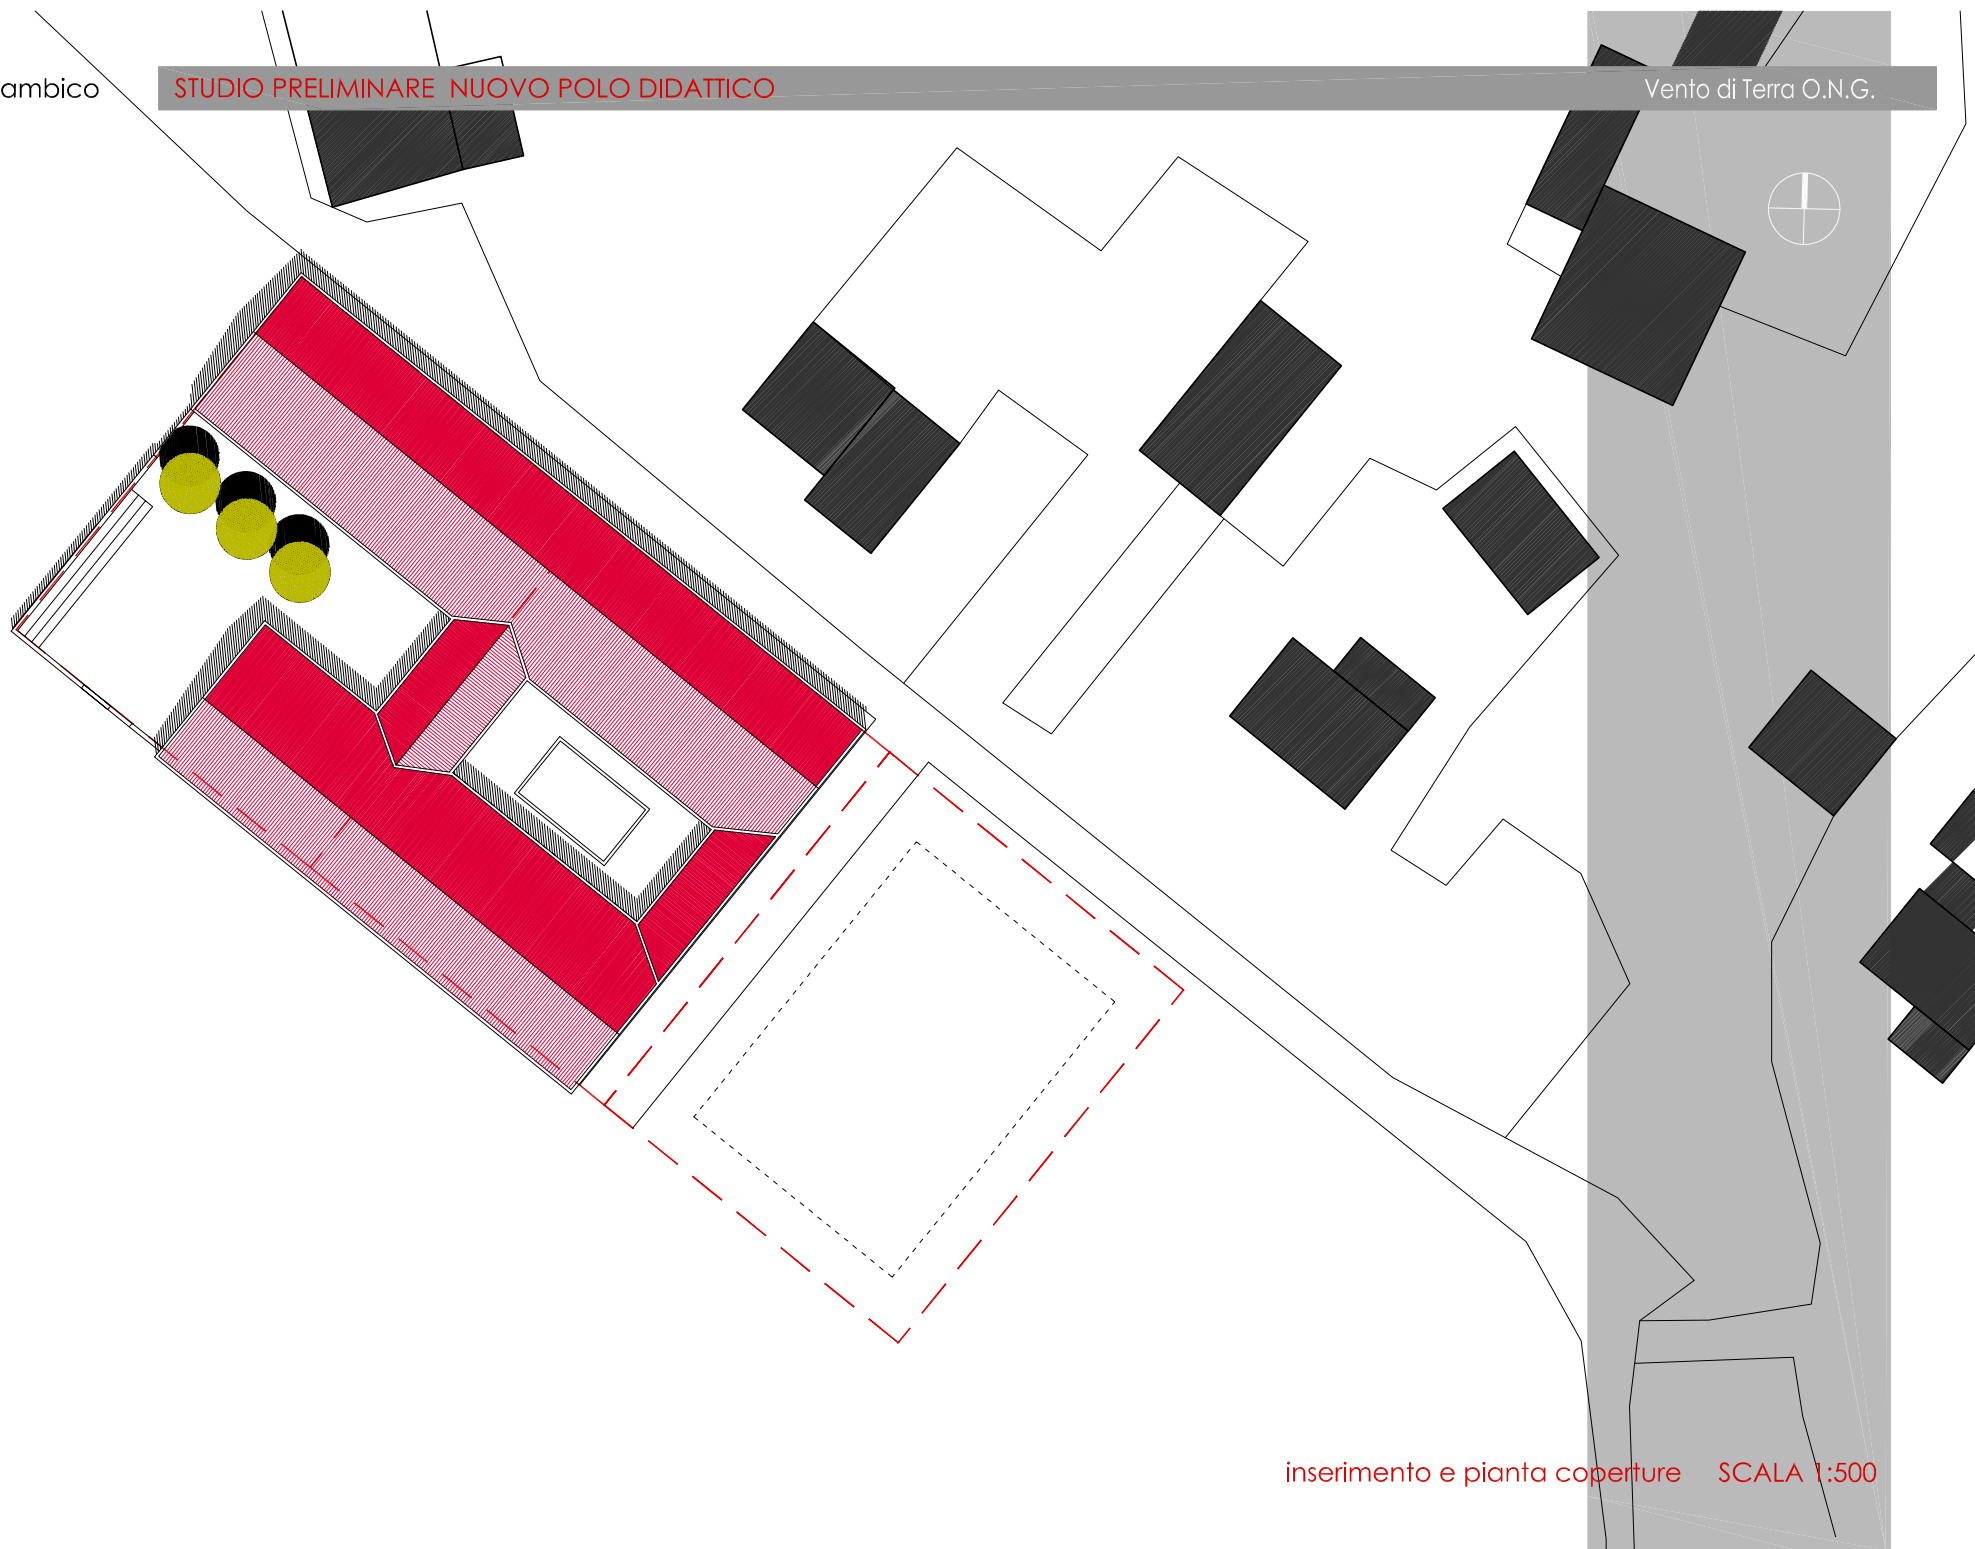 ambico STUDIO PRELIMINARE NUOVO POLO DIDATTICO Vento di Terra O.N.G.
inserimento e pianta coperture SCALA 1:500